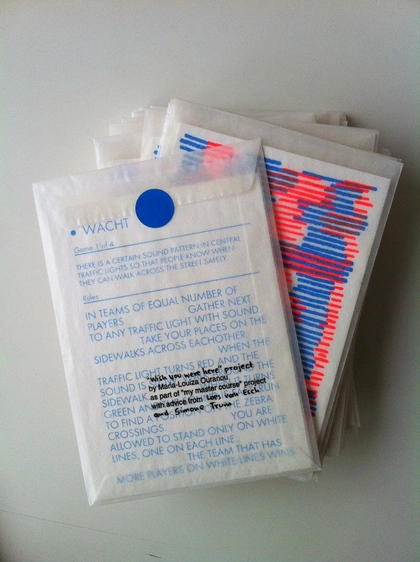 • WACHT
Game 1 of 4
THERE IS A CERTAIN SOUND PATTERN IN CENTRAL
TRAFFIC LIGHTS SO THAT PEOPLE KNOW WHEN
THEY CAN WALK ACROSS THE STREET SAFELY.
Rules
IN TEAMS OF EQUAL NUMBER OF
PLAYERS GATHER NEXT
TO ANY TRAFFIC LIGHT WITH SOUND
TAKE YOUR PLACES ON THE
SIDEWALKS ACROSS EACHOTHER.
WHEN THE
TRAFFIC LIGHT TURNS RED AND THE
SOUND
"wish you were here" project
SIDEWALK
by Maria-Louiza Ouranou
as part of "my master course" project
GREEN
with advice from Loes van Esch
TO FIND A ZEBRA
and Simone Trum
CROSSINGS. YOU ARE
ALLOWED TO STAND ONLY ON WHITE
LINES, ONE ON EACH LINE.
THE TEAM THAT HAS
MORE PLAYERS ON WHITE LINES WINS